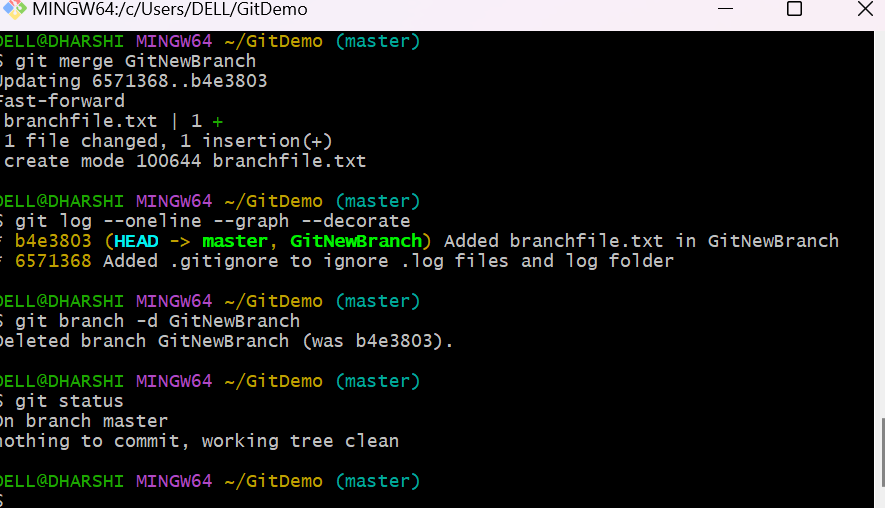 MINGW64:/c/Users/DELL/GitDemo
DELL@DHARSHI MINGW64 ~/GitDemo (master)
$ git merge GitNewBranch
Updating 6571368..b4e3803
Fast-forward
branchfile.txt | 1 +
1 file changed, 1 insertion(+)
create mode 100644 branchfile.txt
DELL@DHARSHI MINGW64 ~/GitDemo (master)
$ git log --oneline --graph --decorate
* b4e3803 (HEAD -> master, GitNewBranch) Added branchfile.txt in GitNewBranch
* 6571368 Added .gitignore to ignore .log files and log folder
DELL@DHARSHI MINGW64 ~/GitDemo (master)
$ git branch -d GitNewBranch
Deleted branch GitNewBranch (was b4e3803).
DELL@DHARSHI MINGW64 ~/GitDemo (master)
$ git status
On branch master
nothing to commit, working tree clean
DELL@DHARSHI MINGW64 ~/GitDemo (master)
$